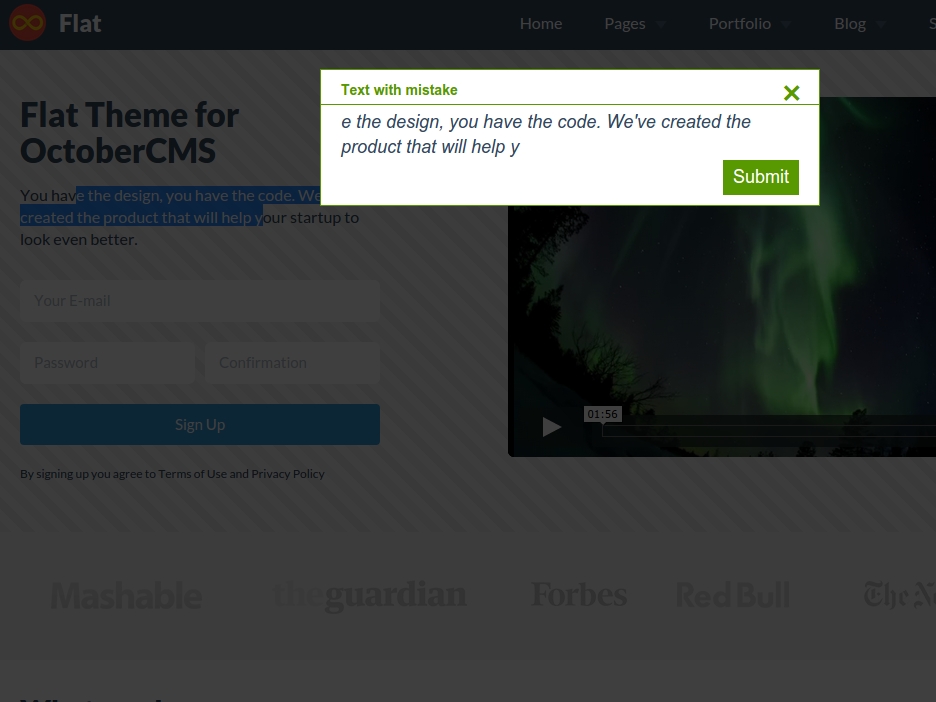 Flat
Home Pages Portfolio Blog S
Text with mistake
e the design, you have the code. We've created the
product that will help y
Submit
Flat Theme for
OctoberCMS
You have the design, you have the code. We
created the product that will help your startup to
look even better.
Your E-mail
Password Confirmation
Sign Up
By signing up you agree to Terms of Use and Privacy Policy
01:56
Mashable theguardian Forbes Red Bull The Ne